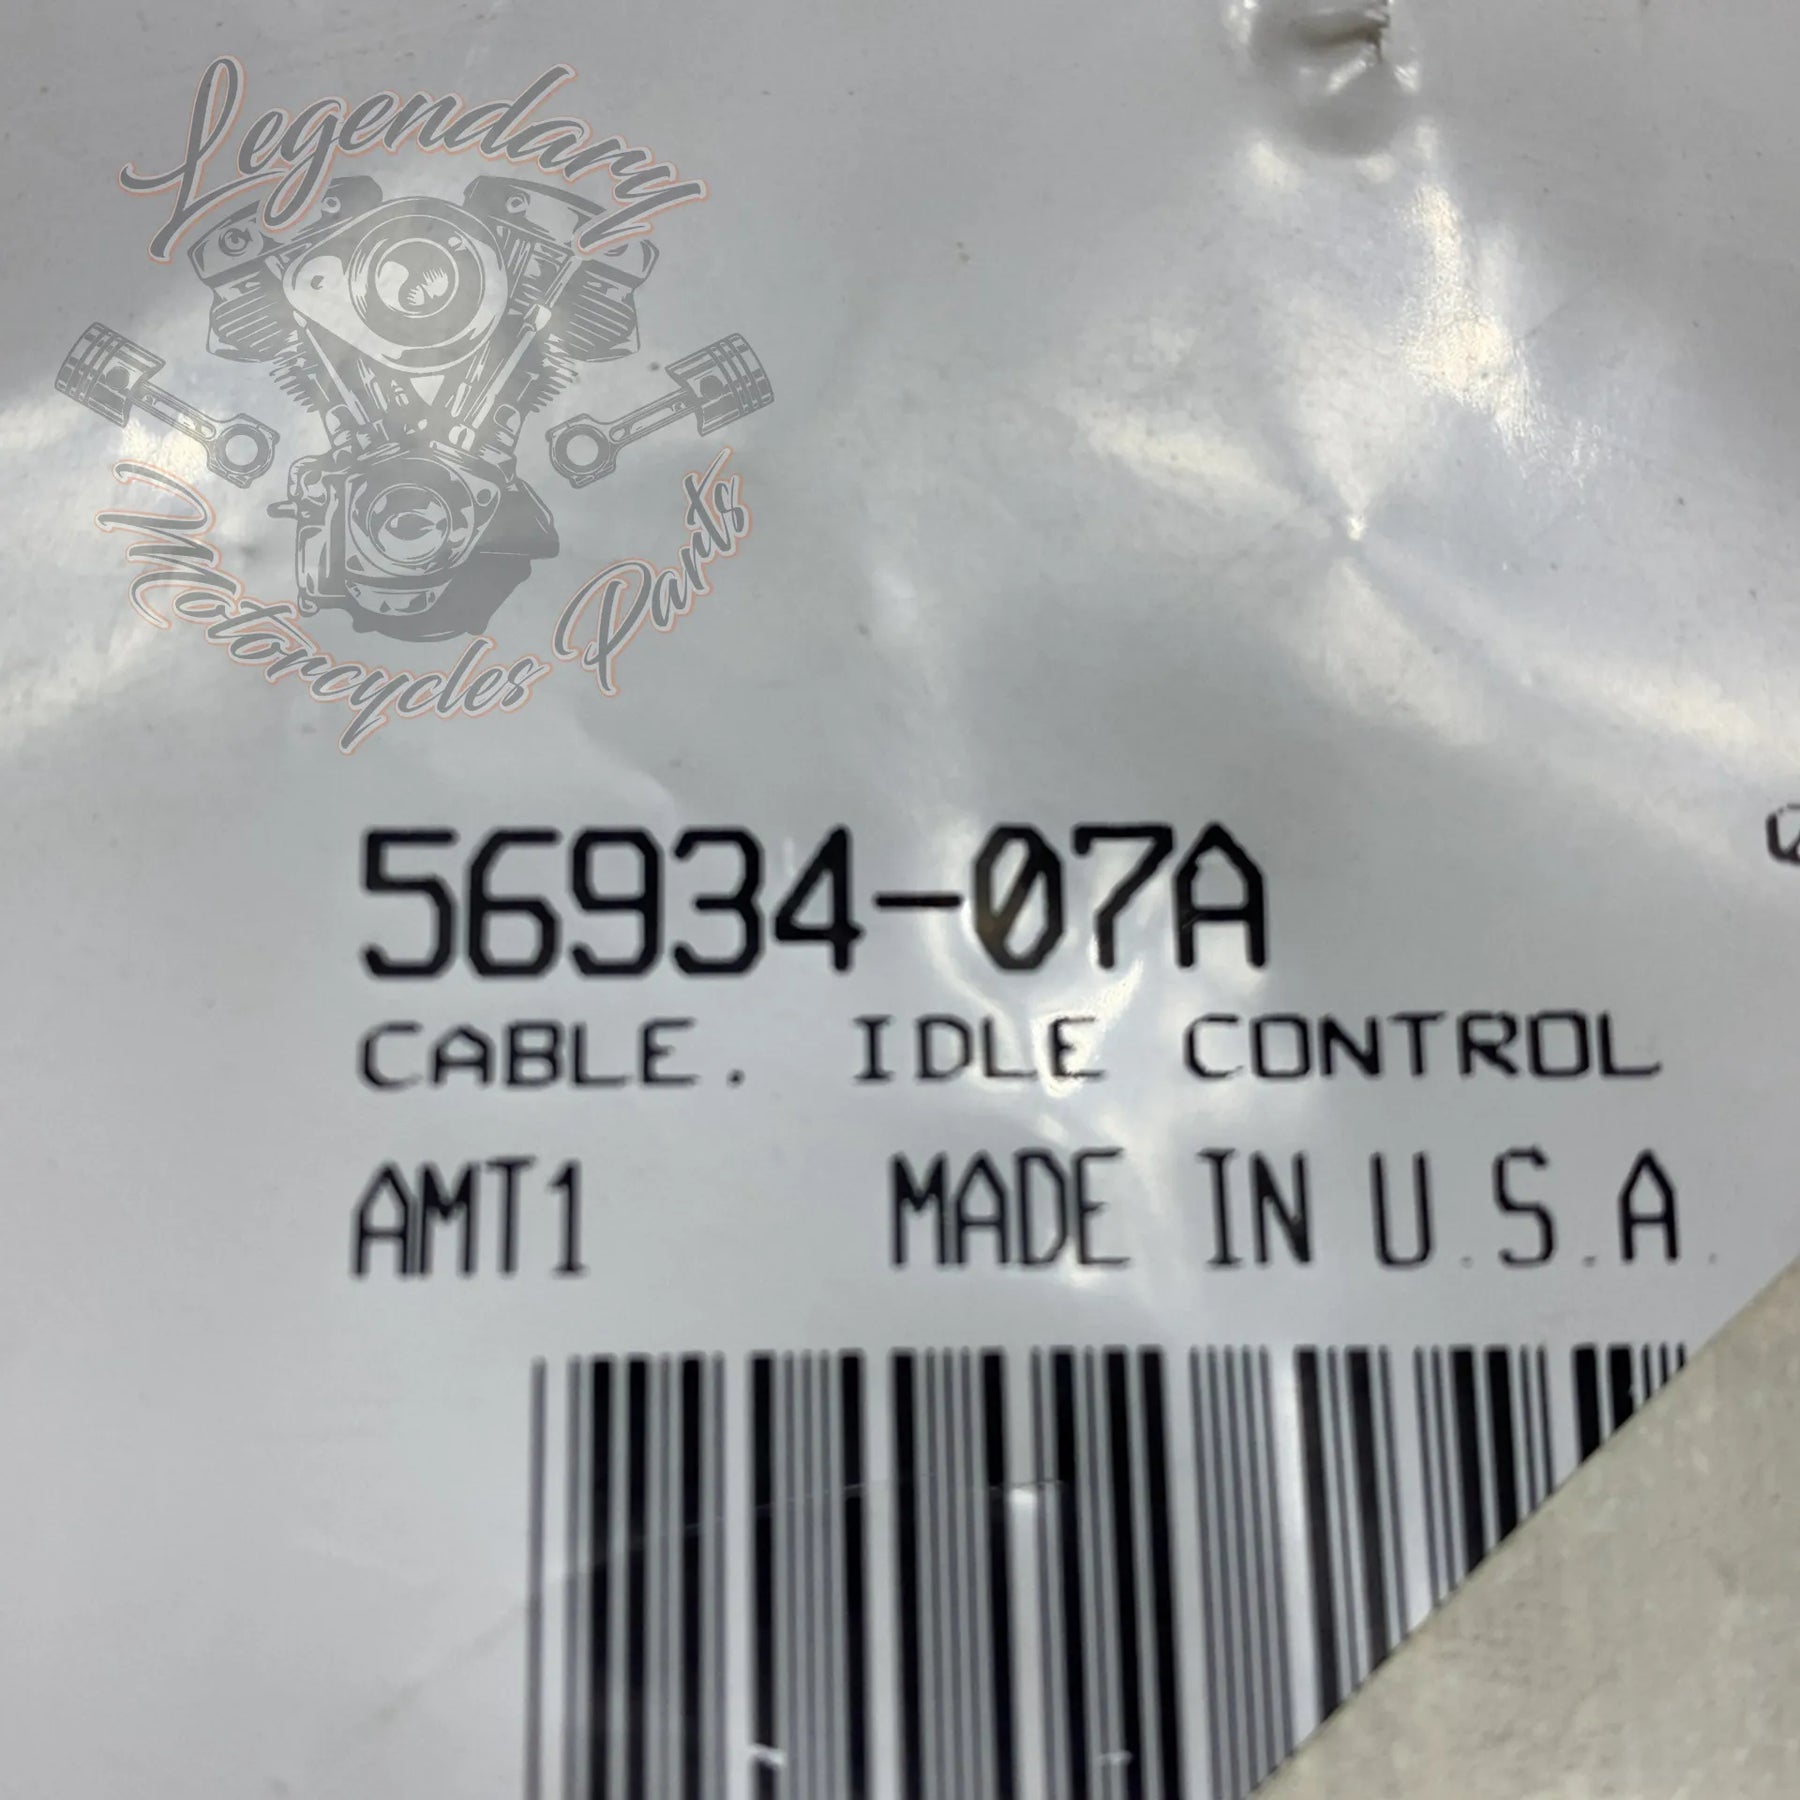 Legendary
Motorcycles Parts
56934-07A
CABLE, IDLE CONTROL
AMT1 MADE IN U.S.A.